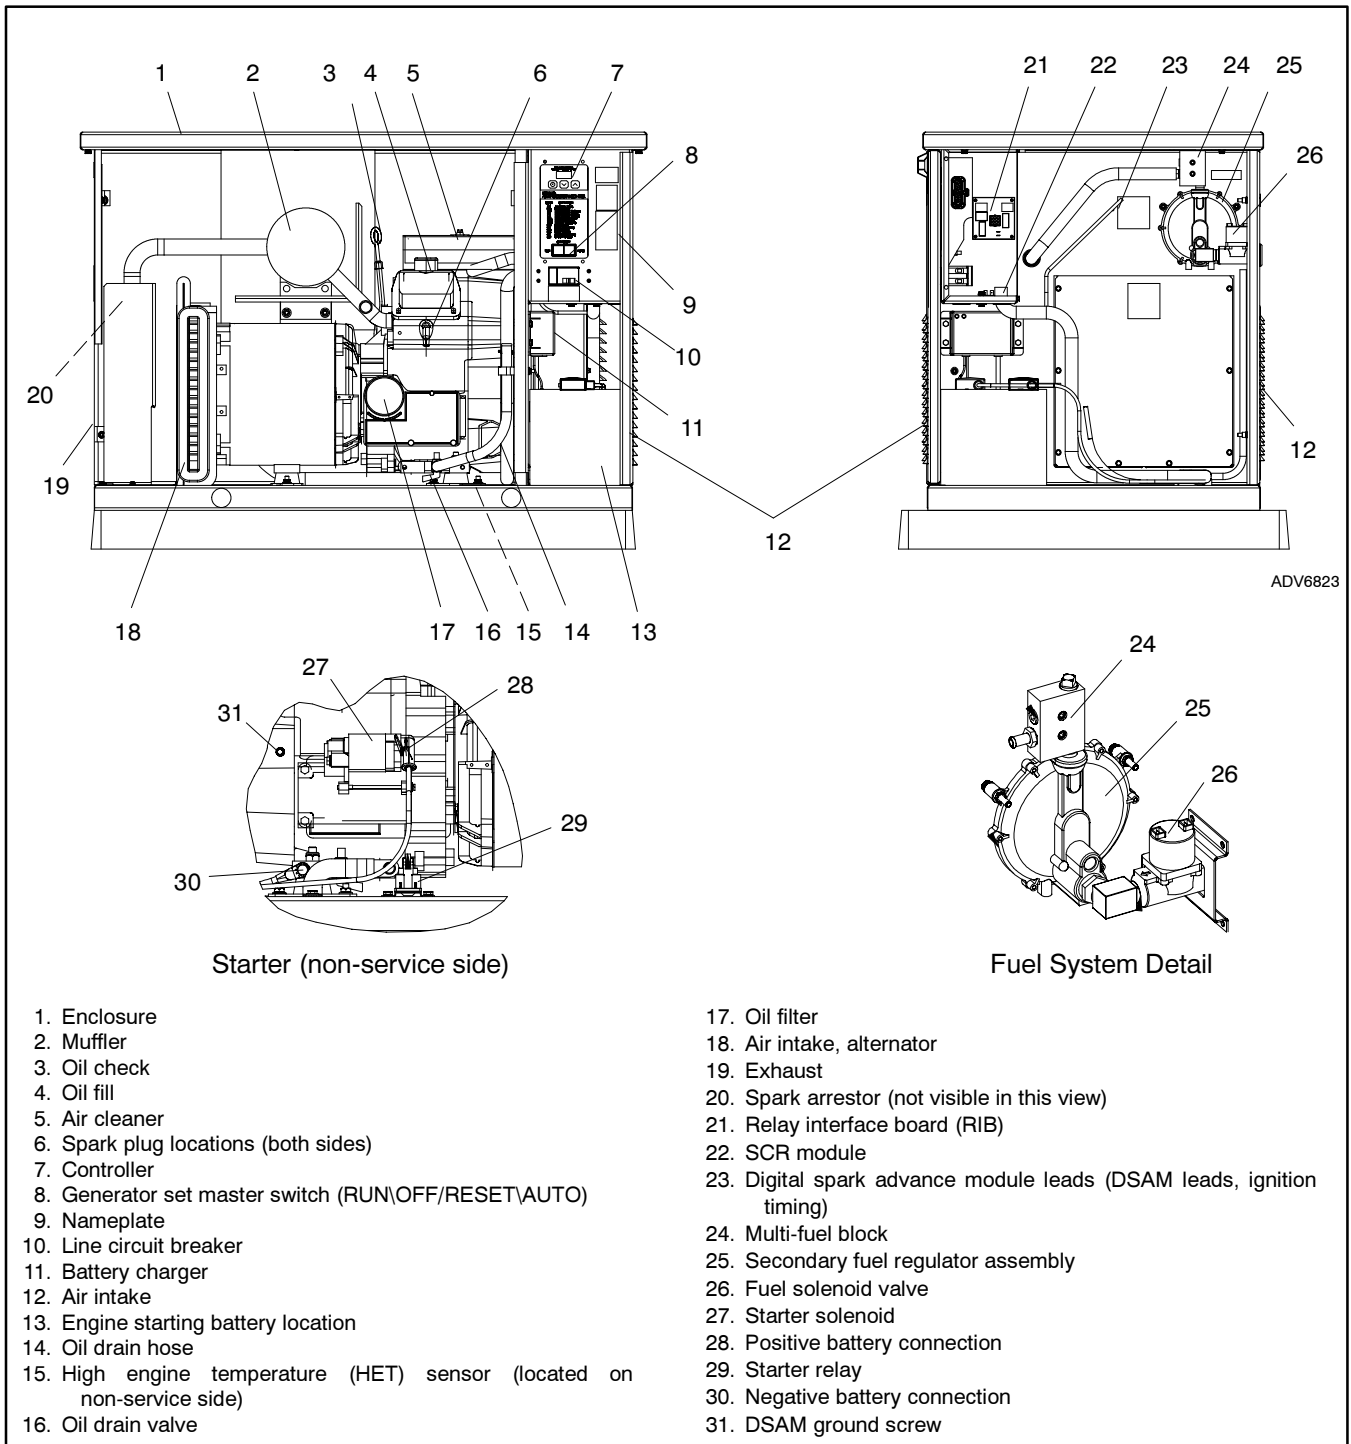 1 2 3 4 5 6 7 21 22 23 24 25
8 26
9
10
20 11
19 12
12
ADV6823
18 17 16 15 14 13
27 24
28
31 25
26
29
30
Starter (non-service side) Fuel System Detail
1. Enclosure
2. Muffler
3. Oil check
4. Oil fill
5. Air cleaner
6. Spark plug locations (both sides)
7. Controller
8. Generator set master switch (RUN\OFF/RESET\AUTO)
9. Nameplate
10. Line circuit breaker
11. Battery charger
12. Air intake
13. Engine starting battery location
14. Oil drain hose
15. High engine temperature (HET) sensor (located on
non-service side)
16. Oil drain valve
17. Oil filter
18. Air intake, alternator
19. Exhaust
20. Spark arrestor (not visible in this view)
21. Relay interface board (RIB)
22. SCR module
23. Digital spark advance module leads (DSAM leads, ignition
timing)
24. Multi-fuel block
25. Secondary fuel regulator assembly
26. Fuel solenoid valve
27. Starter solenoid
28. Positive battery connection
29. Starter relay
30. Negative battery connection
31. DSAM ground screw